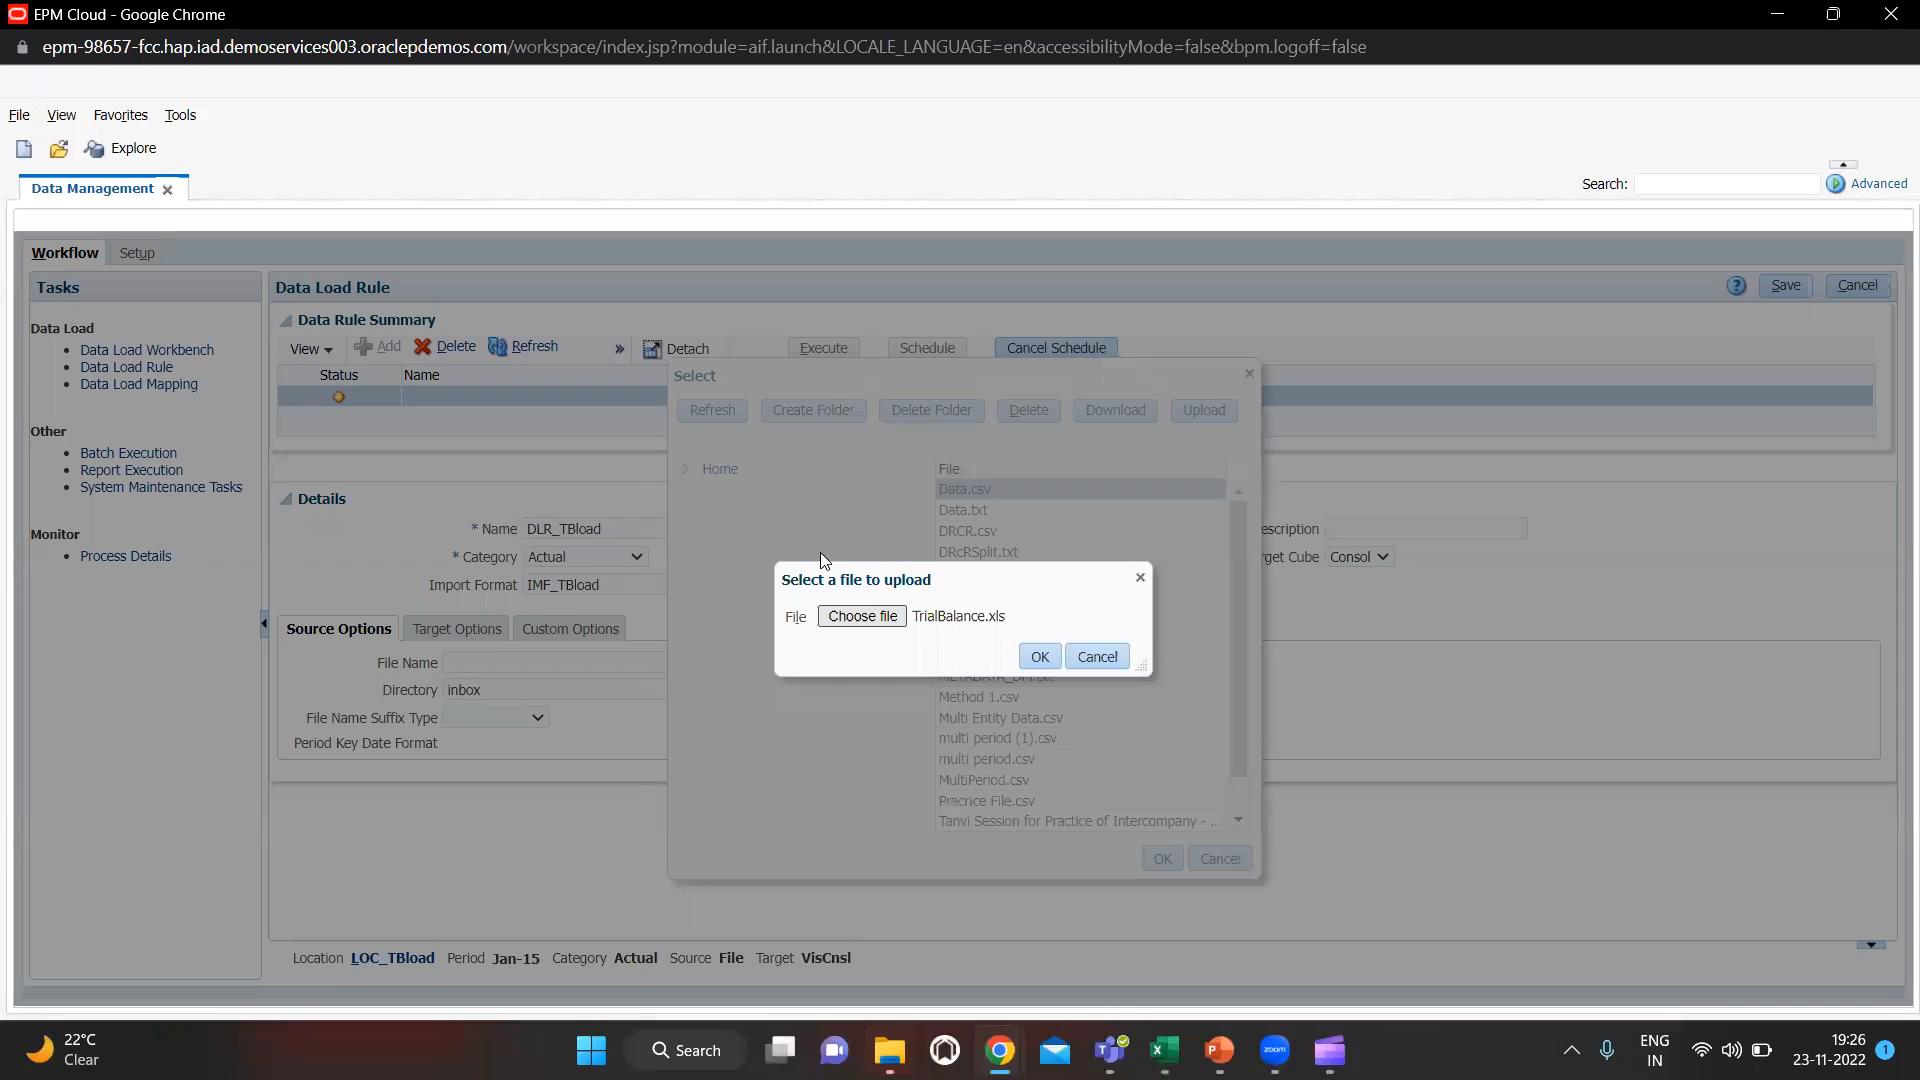 EPM Cloud - Google Chrome
epm-98657-fcc.hap.iad.demoservices003.oraclepdemos.com/workspace/index.jsp?module=aif.launch&LOCALE_LANGUAGE=en&accessibilityMode=false&bpm.logoff=false
File View Favorites Tools
Explore
Data Management
Search: Advanced
Workflow Setup
Tasks
Data Load Rule
Save Cancel
Data Load
Data Load Workbench
Data Load Rule
Data Load Mapping
Other
Batch Execution
Report Execution
System Maintenance Tasks
Monitor
Process Details
Data Rule Summary
View Add Delete Refresh » Detach Execute Schedule Cancel Schedule
Status Name
Select
Refresh Create Folder Delete Folder Delete Download Upload
Home
File
Data.csv
Data.txt
DRCR.csv
DRcRSplit.txt
Method 1.csv
Multi Entity Data.csv
multi period (1).csv
multi period.csv
MultiPeriod.csv
Pracrice File.csv
Tanvi Session for Practice of Intercompany - ...
OK Cancel
Select a file to upload
File Choose file TrialBalance.xls
OK Cancel
Details
* Name DLR_TBload
* Category Actual
Import Format IMF_TBload
escription
rget Cube Consol
Source Options Target Options Custom Options
File Name
Directory inbox
File Name Suffix Type
Period Key Date Format
Location LOC_TBload Period Jan-15 Category Actual Source File Target VisCnsl
22°C
Clear
Search
zoom
ENG
IN
19:26
23-11-2022
1